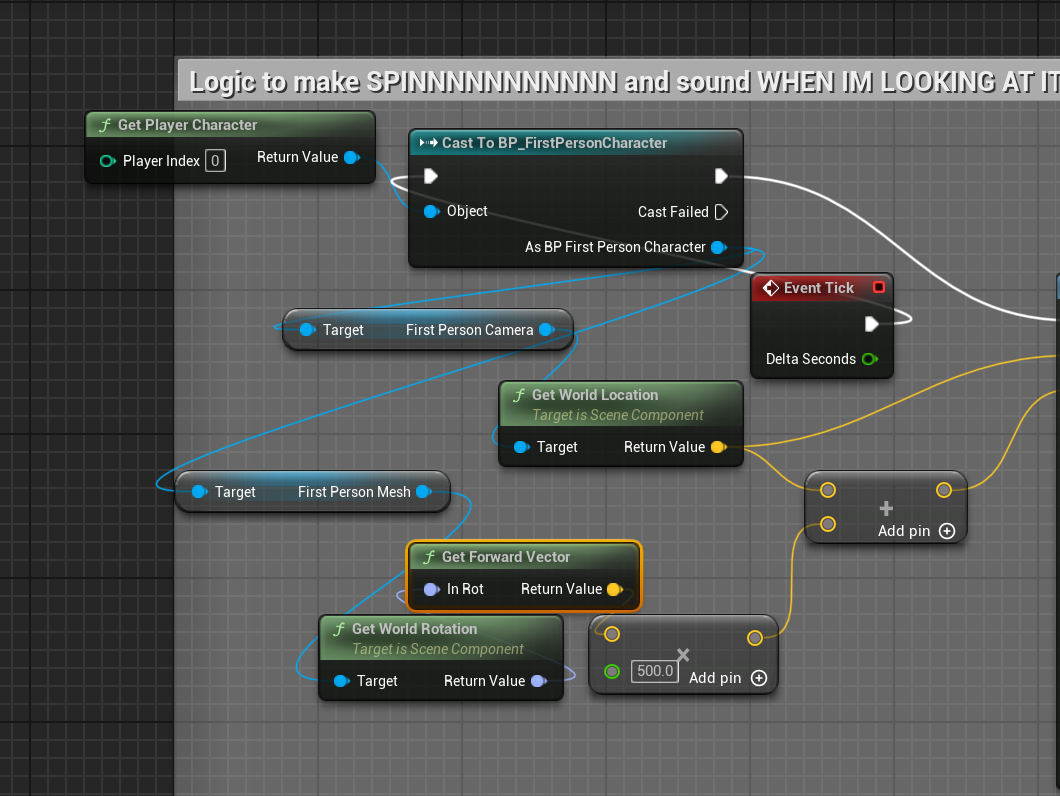 Logic to make SPINNNNNNNNNNN and sound WHEN IM LOOKING AT IT
Get Player Character
Player Index 0 Return Value
Cast To BP_FirstPersonCharacter
Object Cast Failed
As BP First Person Character
Event Tick
Delta Seconds
Target First Person Camera
Get World Location
Target is Scene Component
Target Return Value
Target First Person Mesh
+
Add pin
Get Forward Vector
In Rot Return Value
Get World Rotation
Target is Scene Component
Target Return Value
×
500.0 Add pin